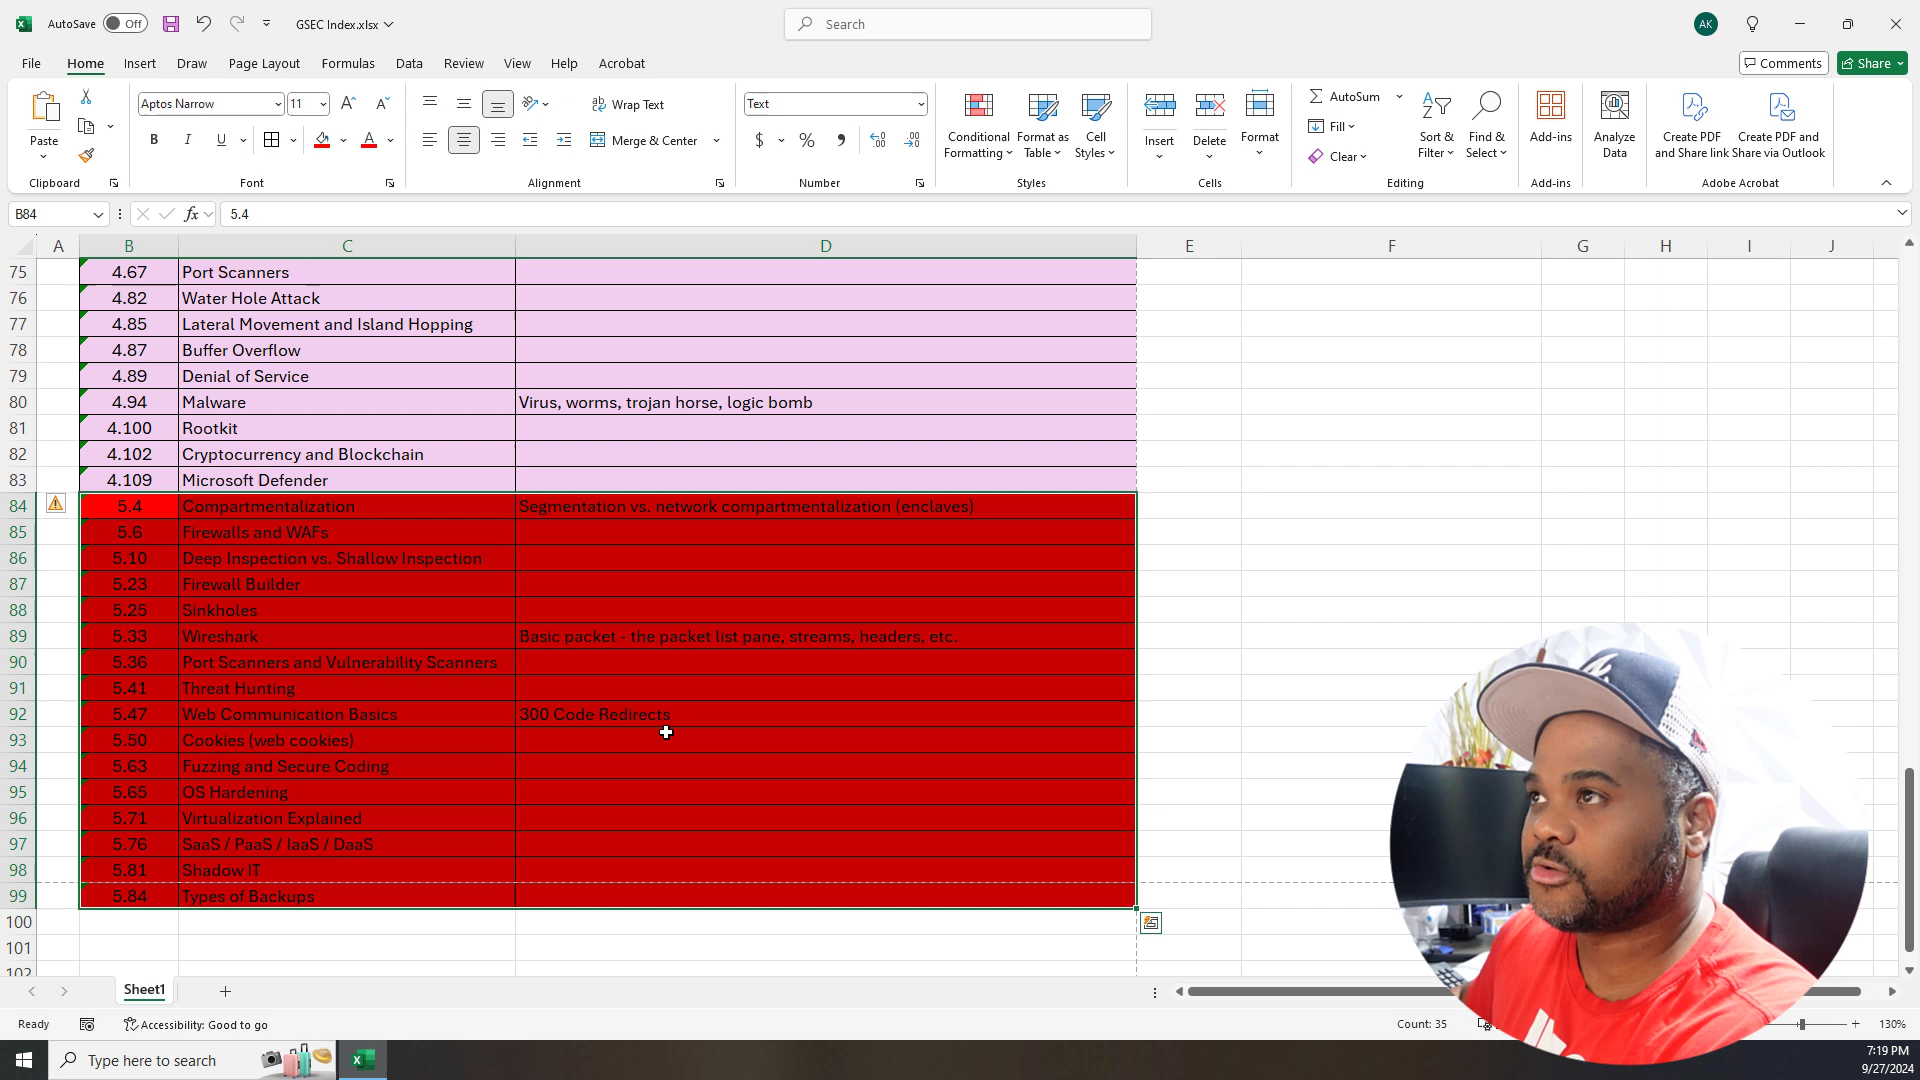 AutoSave Off GSEC Index.xlsx Search AK
File Home Insert Draw Page Layout Formulas Data Review View Help Acrobat Comments Share
Paste Aptos Narrow 11 Wrap Text Text Conditional Formatting Format as Table Cell Styles Insert Delete Format AutoSum Sort & Filter Find & Select Add-ins Analyze Data Create PDF and Share link Create PDF and Share via Outlook
B I U Merge & Center $ % Fill
Clear
Clipboard Font Alignment Number Styles Cells Editing Add-ins Adobe Acrobat
B84 fx 5.4
A B C D E F G H I J
75 4.67 Port Scanners
76 4.82 Water Hole Attack
77 4.85 Lateral Movement and Island Hopping
78 4.87 Buffer Overflow
79 4.89 Denial of Service
80 4.94 Malware Virus, worms, trojan horse, logic bomb
81 4.100 Rootkit
82 4.102 Cryptocurrency and Blockchain
83 4.109 Microsoft Defender
84 5.4 Compartmentalization Segmentation vs. network compartmentalization (enclaves)
85 5.6 Firewalls and WAFs
86 5.10 Deep Inspection vs. Shallow Inspection
87 5.23 Firewall Builder
88 5.25 Sinkholes
89 5.33 Wireshark Basic packet - the packet list pane, streams, headers, etc.
90 5.36 Port Scanners and Vulnerability Scanners
91 5.41 Threat Hunting
92 5.47 Web Communication Basics 300 Code Redirects
93 5.50 Cookies (web cookies)
94 5.63 Fuzzing and Secure Coding
95 5.65 OS Hardening
96 5.71 Virtualization Explained
97 5.76 SaaS / PaaS / IaaS / DaaS
98 5.81 Shadow IT
99 5.84 Types of Backups
100
101
102
Sheet1
Ready Accessibility: Good to go Count: 35 130%
Type here to search 7:19 PM
9/27/2024